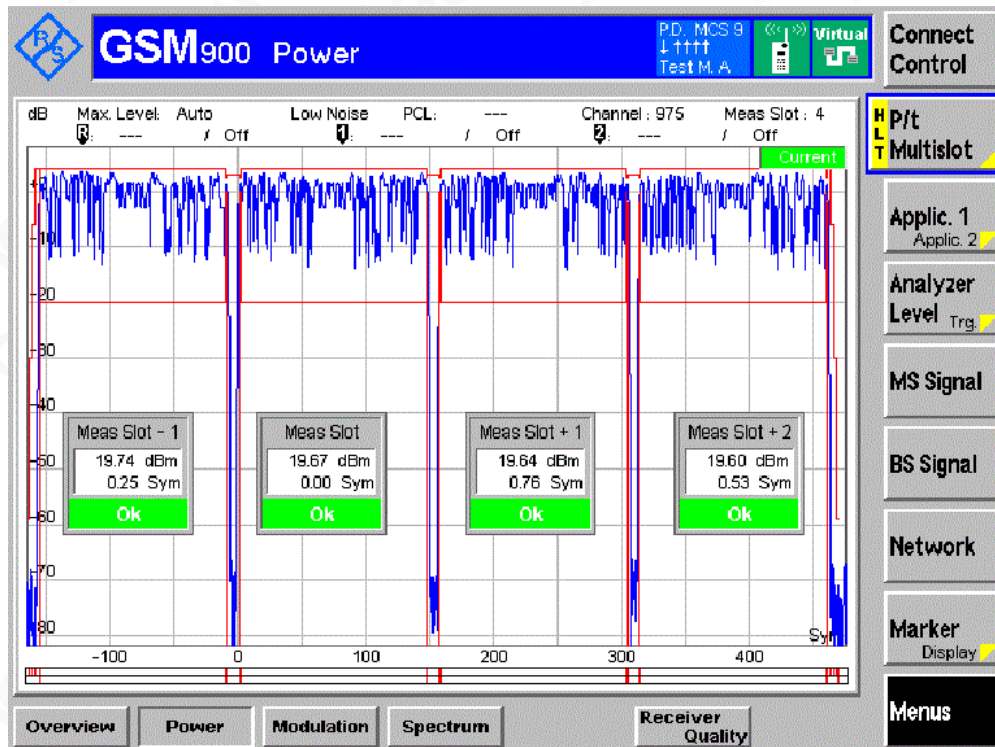 R S
GSM900 Power
P.D. MCS 9
↓ ↑↑↑↑
Test M. A
Virtual
Connect Control
dB Max. Level: Auto Low Noise PCL: --- Channel : 975 Meas Slot : 4
R: --- / Off 1: --- / Off 2: --- / Off
Current
H L T
P/t
Multislot
Applic. 1
Applic. 2
Analyzer
Level Trg.
MS Signal
BS Signal
Network
Marker
Display
Menus
-10
-20
-30
-40
-50
-60
-70
-80
Meas Slot - 1
19.74 dBm
0.25 Sym
Ok
Meas Slot
19.67 dBm
0.00 Sym
Ok
Meas Slot + 1
19.64 dBm
0.76 Sym
Ok
Meas Slot + 2
19.60 dBm
0.53 Sym
Ok
-100 0 100 200 300 400
Overview Power Modulation Spectrum Receiver Quality